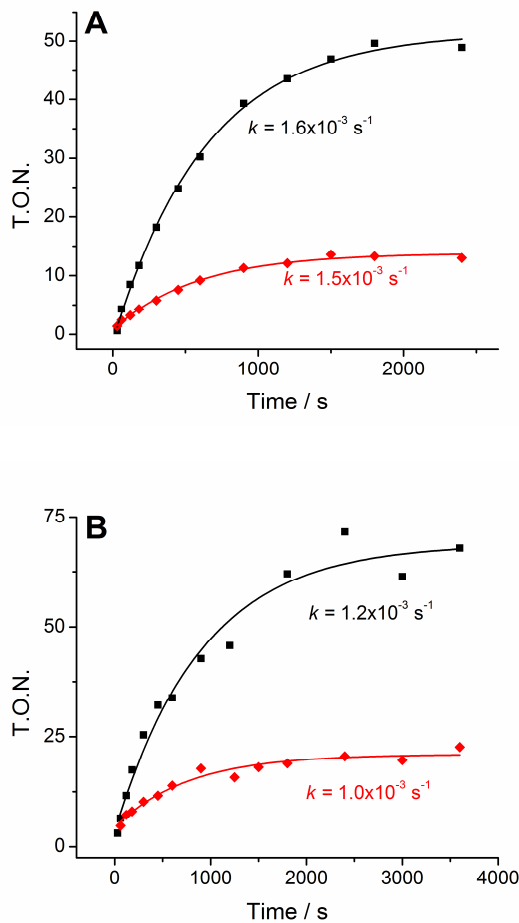 A
50
40
30
20
10
0
T.O.N.
k = 1.6x10⁻³ s⁻¹
k = 1.5x10⁻³ s⁻¹
0 1000 2000
Time / s
B
75
50
25
0
T.O.N.
k = 1.2x10⁻³ s⁻¹
k = 1.0x10⁻³ s⁻¹
0 1000 2000 3000 4000
Time / s